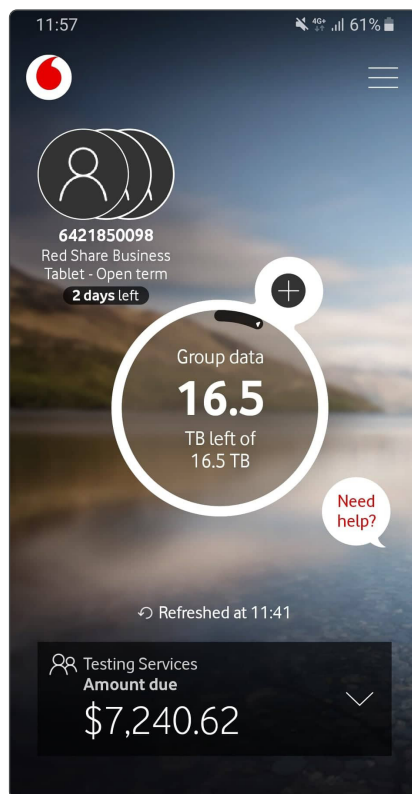 11:57
4G+ 61%
6421850098
Red Share Business
Tablet - Open term
2 days left
Group data
16.5
TB left of
16.5 TB
Need
help?
Refreshed at 11:41
Testing Services
Amount due
$7,240.62